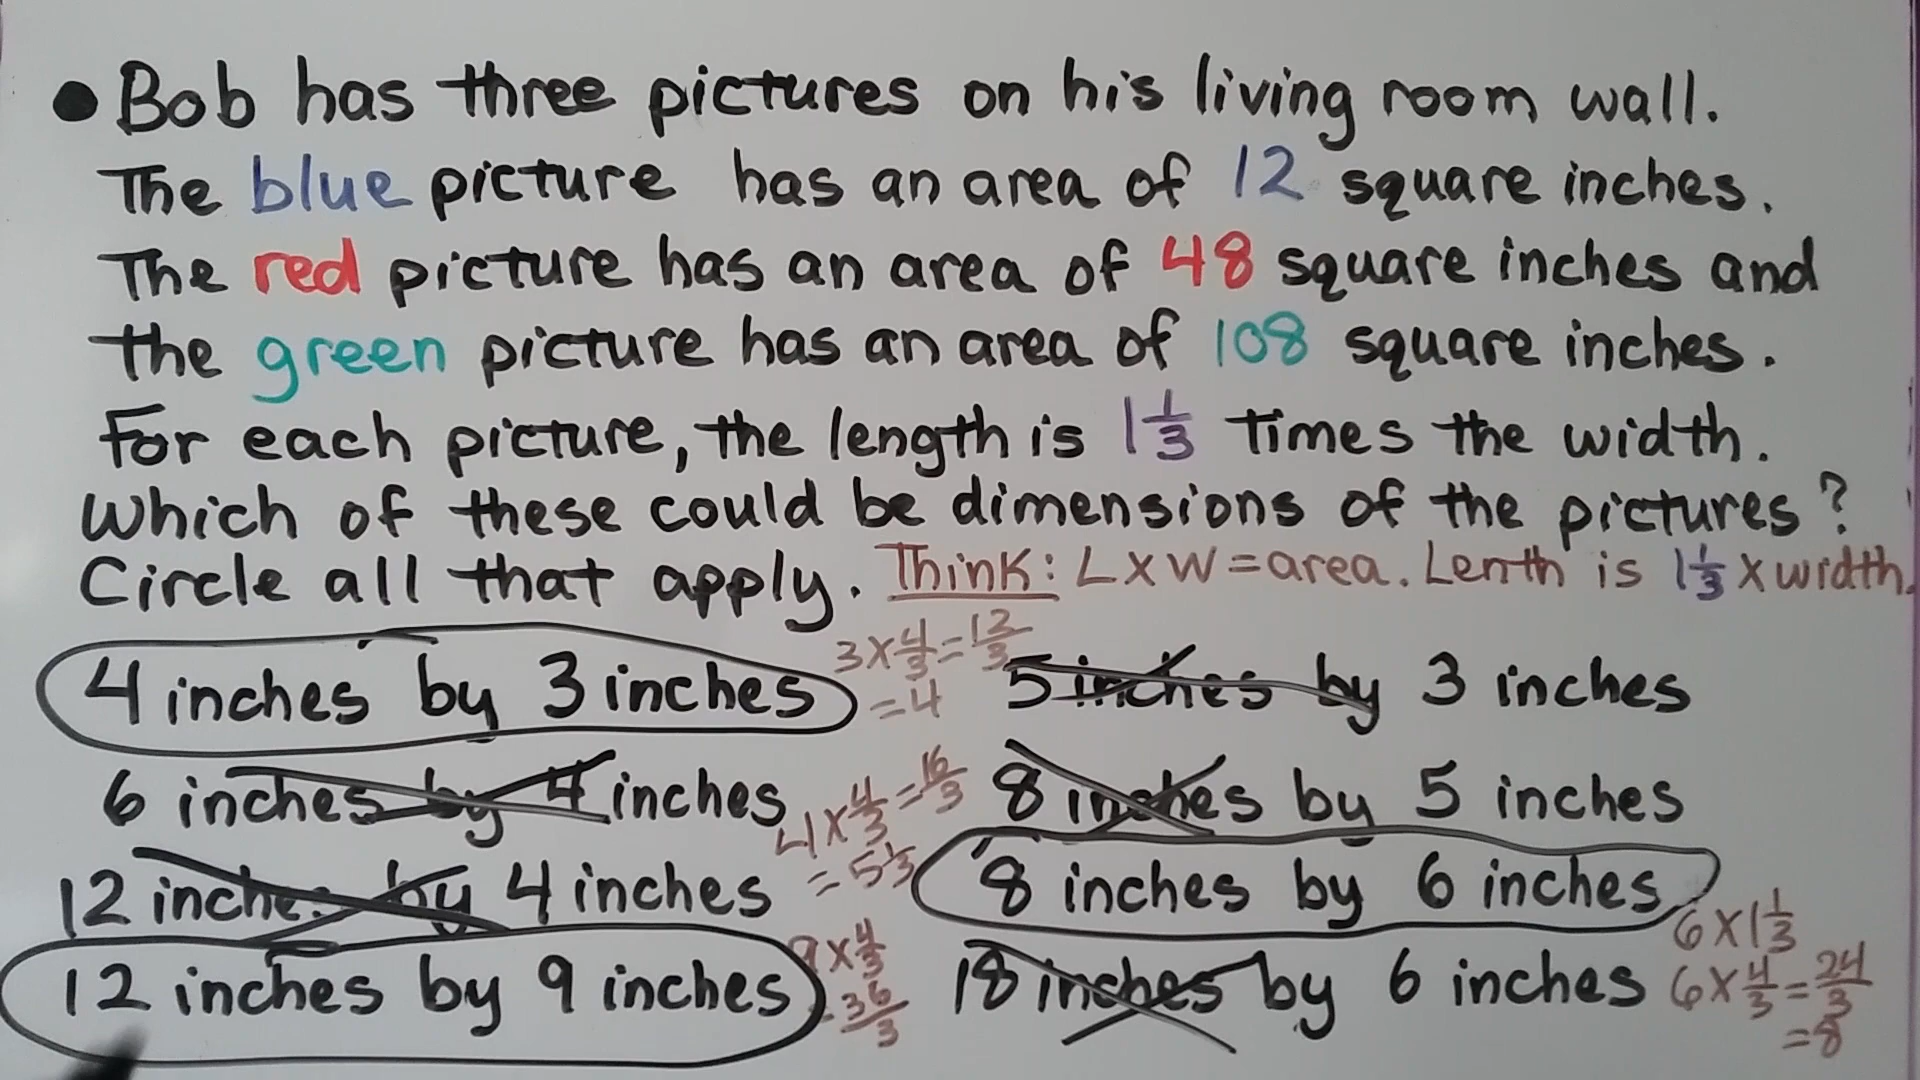 • Bob has three pictures on his living room wall.
The blue picture has an area of 12 square inches.
The red picture has an area of 48 square inches and
the green picture has an area of 108 square inches.
For each picture, the length is 1 1/3 times the width.
Which of these could be dimensions of the pictures?
Circle all that apply. Think: L x W = area. Lenth is 1 1/3 x width.
4 inches by 3 inches
3 x 4/3 = 12/3
= 4
5 inches by 3 inches
6 inches by 4 inches
4 x 4/3 = 16/3
= 5 1/3
8 inches by 5 inches
12 inches by 4 inches
8 inches by 6 inches
6 x 1 1/3
6 x 4/3 = 24/3
= 8
12 inches by 9 inches
9 x 4/3
= 36/3
18 inches by 6 inches